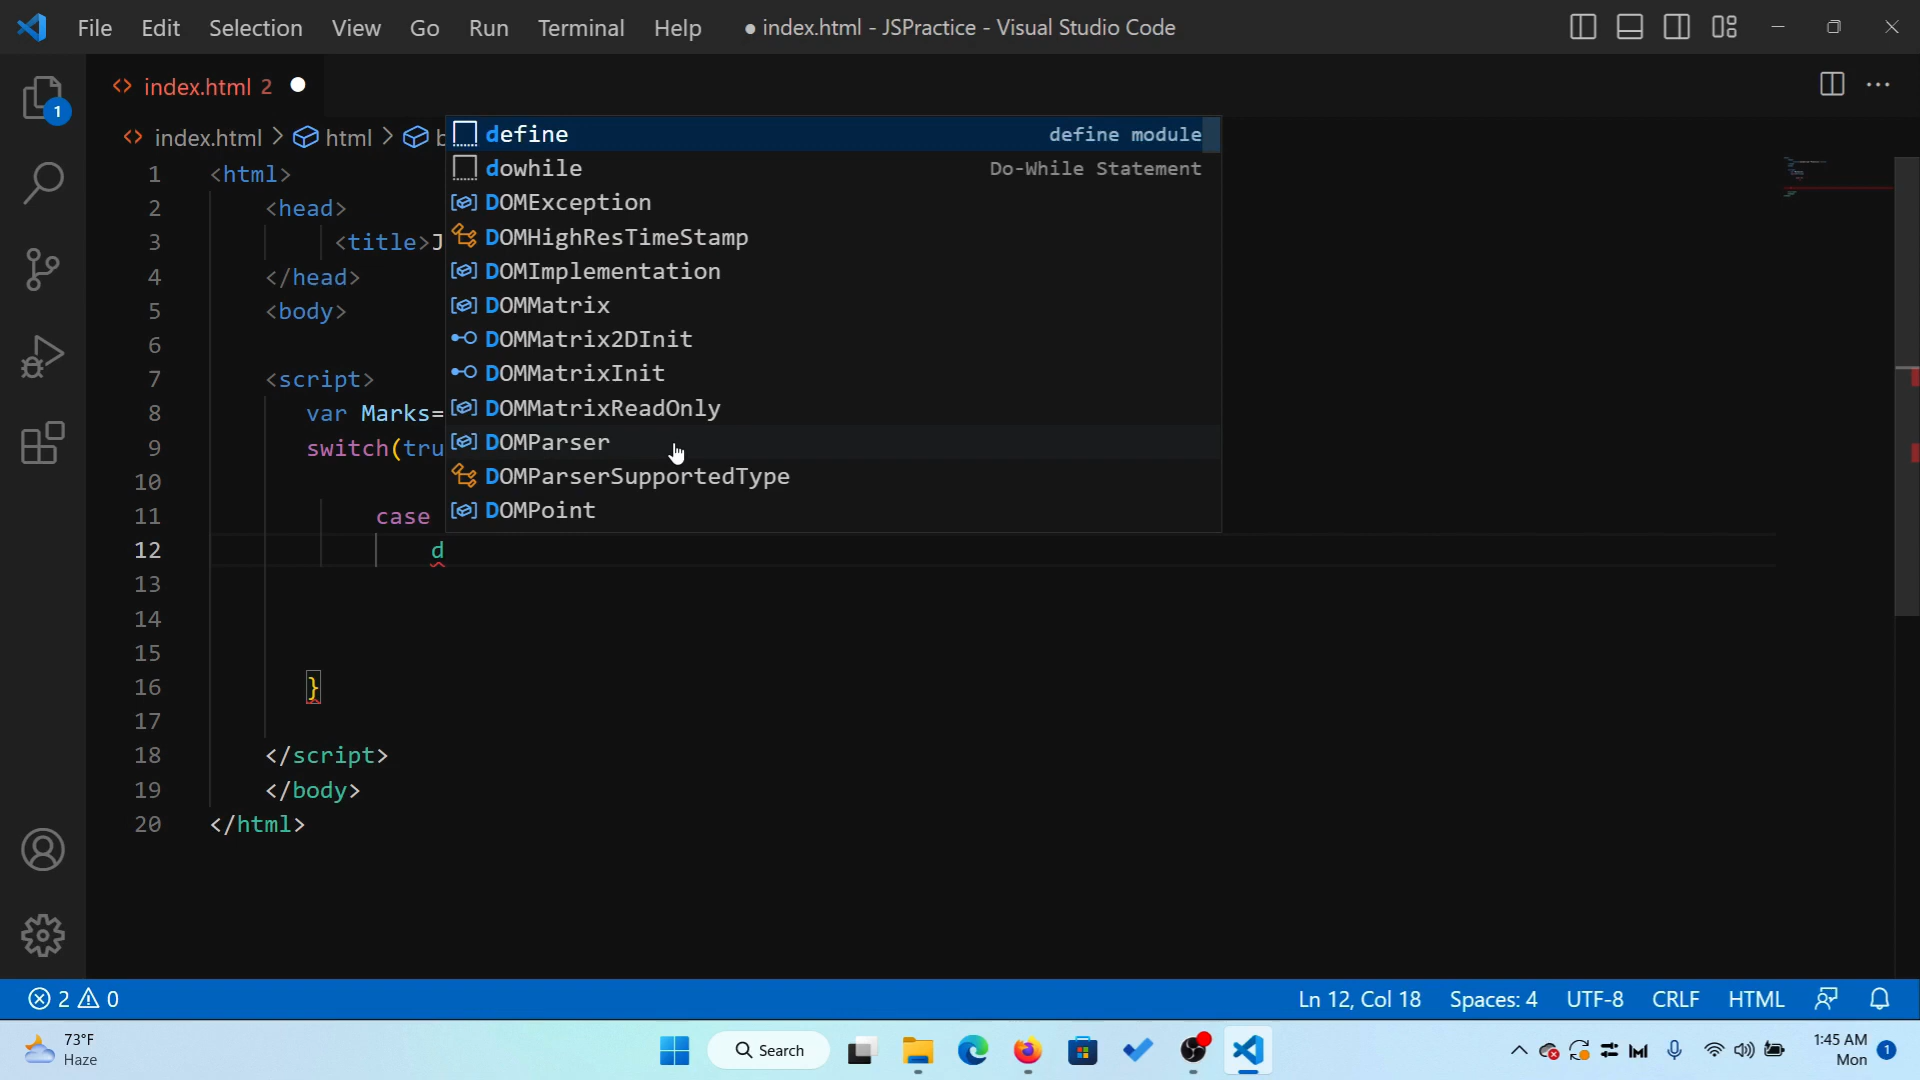 File Edit Selection View Go Run Terminal Help ● index.html - JSPractice - Visual Studio Code
1
index.html 2
index.html > html > b
define define module
dowhile Do-While Statement
DOMException
DOMHighResTimeStamp
DOMImplementation
DOMMatrix
DOMMatrix2DInit
DOMMatrixInit
DOMMatrixReadOnly
DOMParser
DOMParserSupportedType
DOMPoint
1 <html>
2 <head>
3 <title>J
4 </head>
5 <body>
6
7 <script>
8 var Marks=
9 switch(tru
10
11 case
12 d
13
14
15
16 }
17
18 </script>
19 </body>
20 </html>
2 0 Ln 12, Col 18 Spaces: 4 UTF-8 CRLF HTML
73°F
Haze
Search
1:45 AM
Mon
1